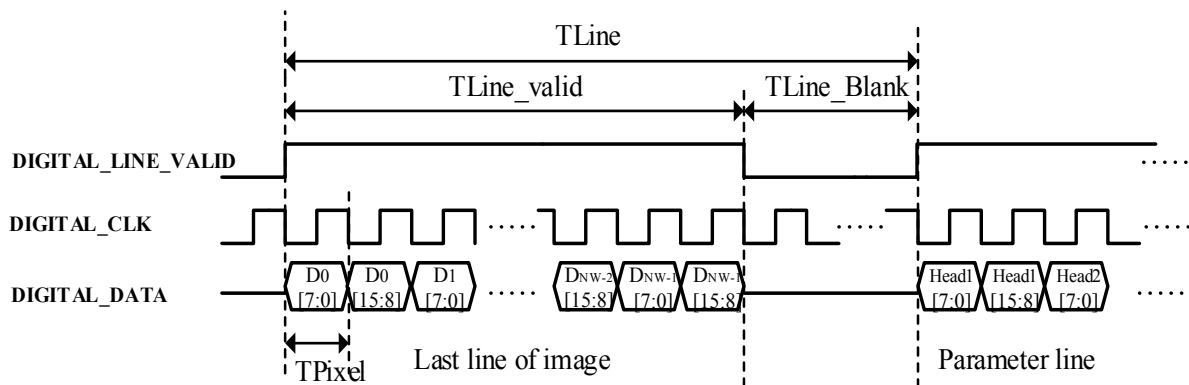 TLine
TLine_valid TLine_Blank
DIGITAL_LINE_VALID ·····
DIGITAL_CLK ····· ····· ·····
DIGITAL_DATA D0 [7:0] D0 [15:8] D1 [7:0] ····· DNW-2 [15:8] DNW-1 [7:0] DNW-1 [15:8] Head1 [7:0] Head1 [15:8] Head2 [7:0] ·····
TPixel Last line of image Parameter line